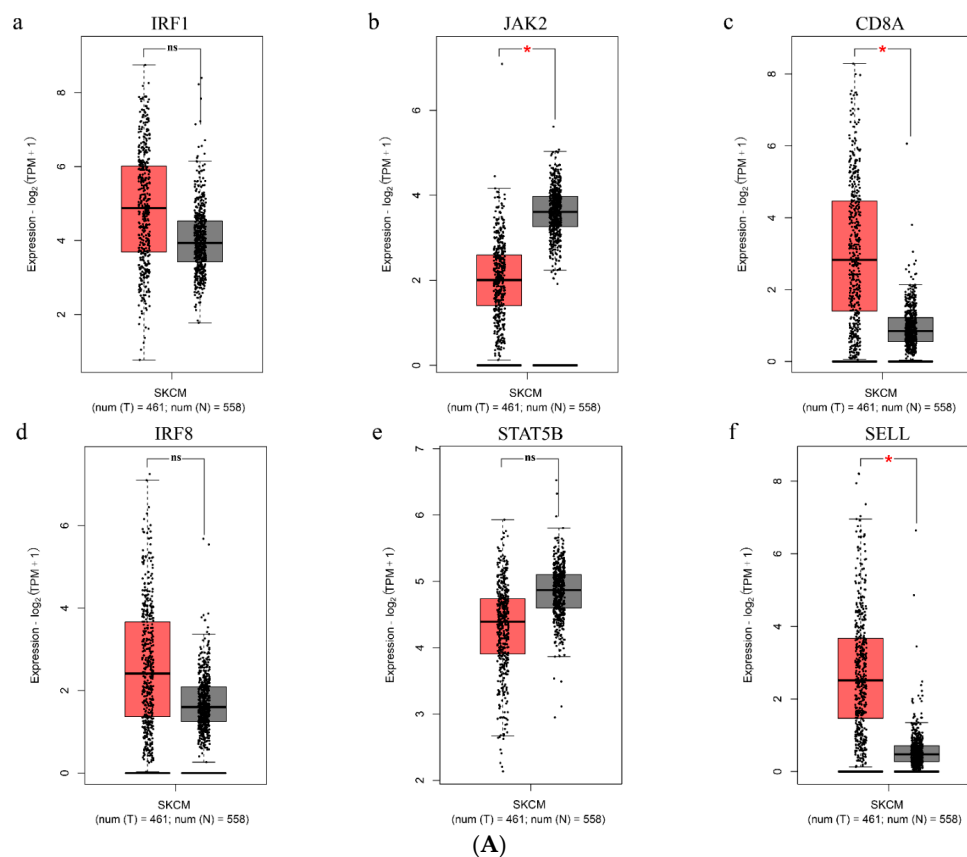 a
IRF1
ns
Expression - log₂ (TPM + 1)
8
6
4
2
SKCM
(num (T) = 461; num (N) = 558)
b
JAK2
*
Expression - log₂ (TPM + 1)
6
4
2
0
SKCM
(num (T) = 461; num (N) = 558)
c
CD8A
*
Expression - log₂ (TPM + 1)
8
6
4
2
0
SKCM
(num (T) = 461; num (N) = 558)
d
IRF8
ns
Expression - log₂ (TPM + 1)
6
4
2
0
SKCM
(num (T) = 461; num (N) = 558)
e
STAT5B
ns
Expression - log₂ (TPM + 1)
7
6
5
4
3
2
SKCM
(num (T) = 461; num (N) = 558)
f
SELL
*
Expression - log₂ (TPM + 1)
8
6
4
2
0
SKCM
(num (T) = 461; num (N) = 558)
(A)